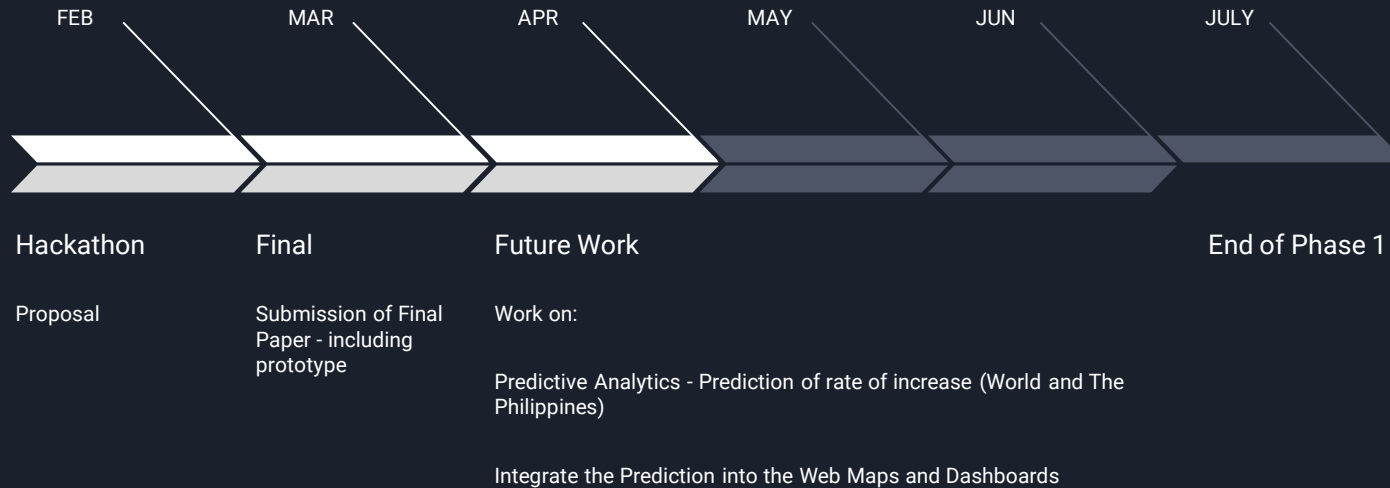 FEB
MAR
APR
MAY
JUN
JULY
Hackathon
Proposal
Final
Submission of Final
Paper - including
prototype
Future Work
Work on:
Predictive Analytics - Prediction of rate of increase (World and The
Philippines)
Integrate the Prediction into the Web Maps and Dashboards
End of Phase 1